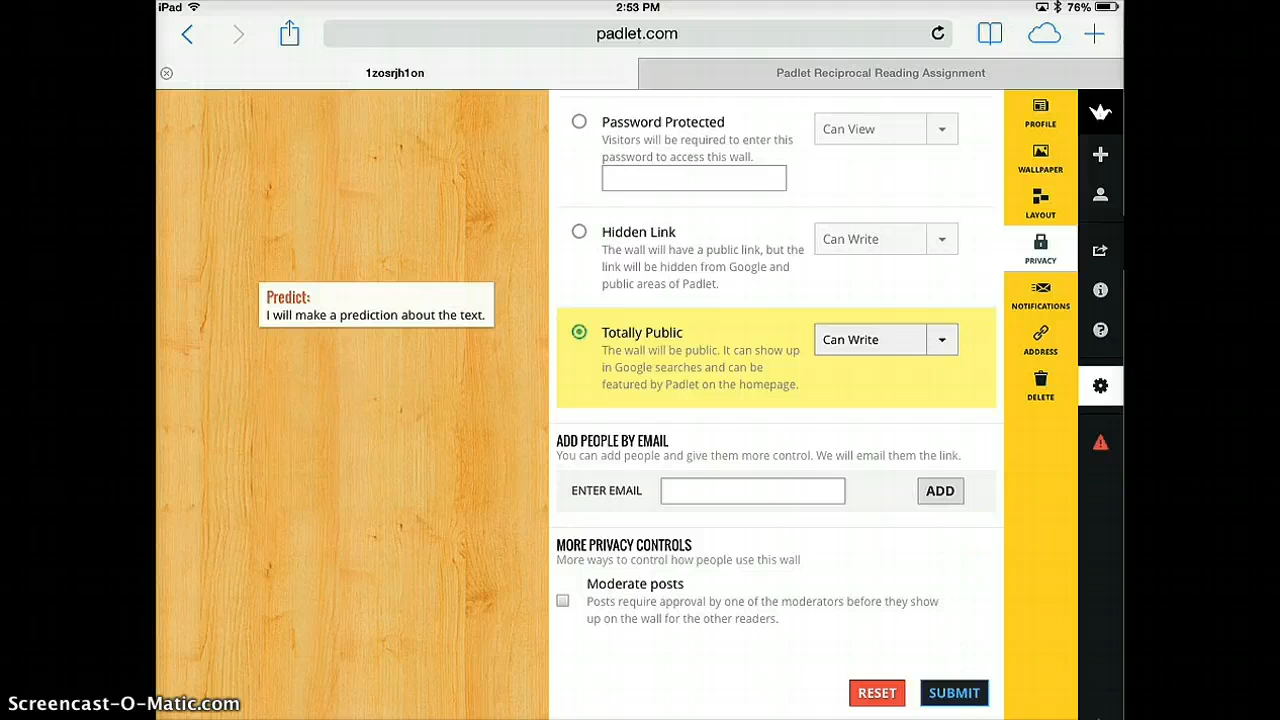 iPad
2:53 PM
76%
padlet.com
1zosrjh1on
Padlet Reciprocal Reading Assignment
Predict:
I will make a prediction about the text.
Password Protected
Visitors will be required to enter this
password to access this wall.
Can View
Hidden Link
The wall will have a public link, but the
link will be hidden from Google and
public areas of Padlet.
Can Write
Totally Public
The wall will be public. It can show up
in Google searches and can be
featured by Padlet on the homepage.
Can Write
ADD PEOPLE BY EMAIL
You can add people and give them more control. We will email them the link.
ENTER EMAIL
ADD
MORE PRIVACY CONTROLS
More ways to control how people use this wall
Moderate posts
Posts require approval by one of the moderators before they show
up on the wall for the other readers.
RESET
SUBMIT
PROFILE
WALLPAPER
LAYOUT
PRIVACY
NOTIFICATIONS
ADDRESS
DELETE
Screencast-O-Matic.com